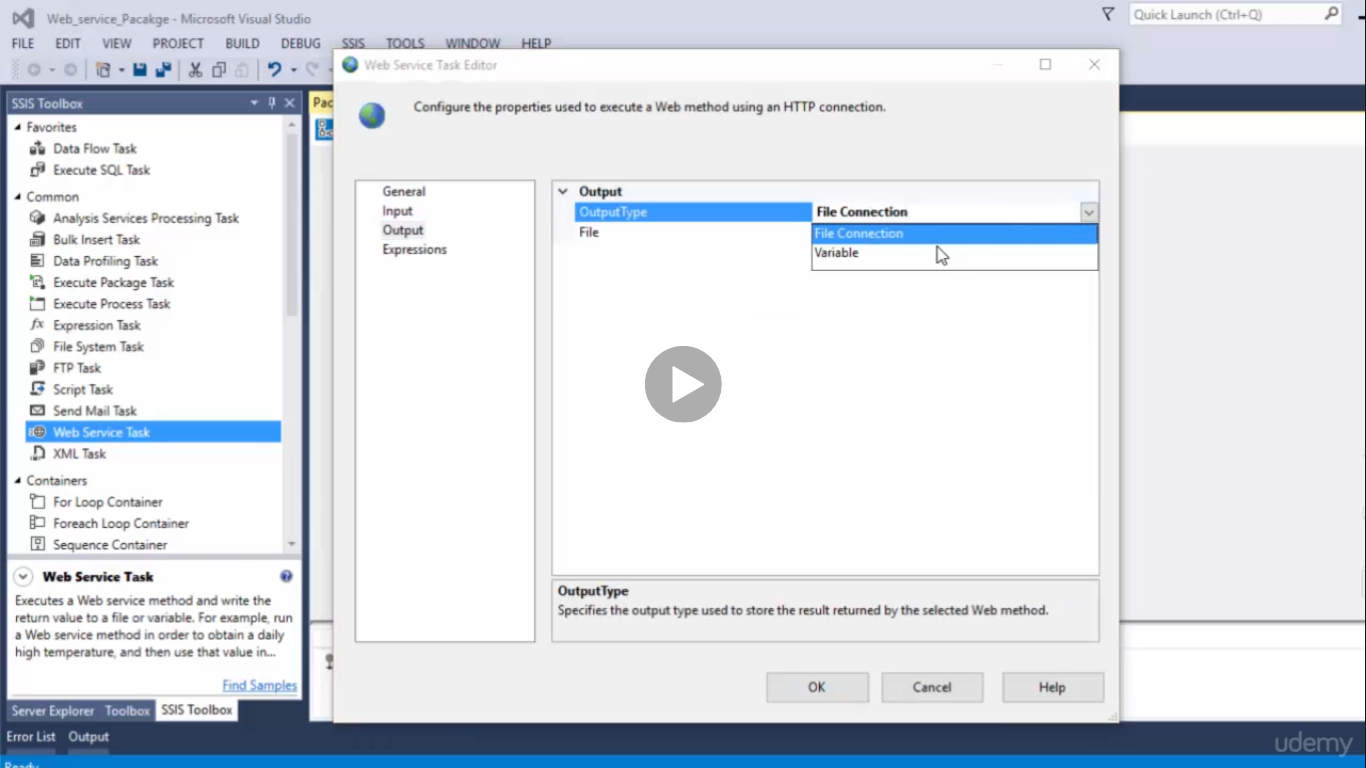 Web_service_Pacakge - Microsoft Visual Studio
Quick Launch (Ctrl+Q)
FILE EDIT VIEW PROJECT BUILD DEBUG SSIS TOOLS WINDOW HELP
Web Service Task Editor
Configure the properties used to execute a Web method using an HTTP connection.
SSIS Toolbox
Favorites
Data Flow Task
Execute SQL Task
Common
Analysis Services Processing Task
Bulk Insert Task
Data Profiling Task
Execute Package Task
Execute Process Task
Expression Task
File System Task
FTP Task
Script Task
Send Mail Task
Web Service Task
XML Task
Containers
For Loop Container
Foreach Loop Container
Sequence Container
Web Service Task
Executes a Web service method and write the
return value to a file or variable. For example, run
a Web service method in order to obtain a daily
high temperature, and then use that value in...
Find Samples
Server Explorer Toolbox SSIS Toolbox
Error List Output
Ready
Pac
General
Input
Output
Expressions
Output
OutputType File Connection
File
File Connection
Variable
OutputType
Specifies the output type used to store the result returned by the selected Web method.
OK Cancel Help
udemy